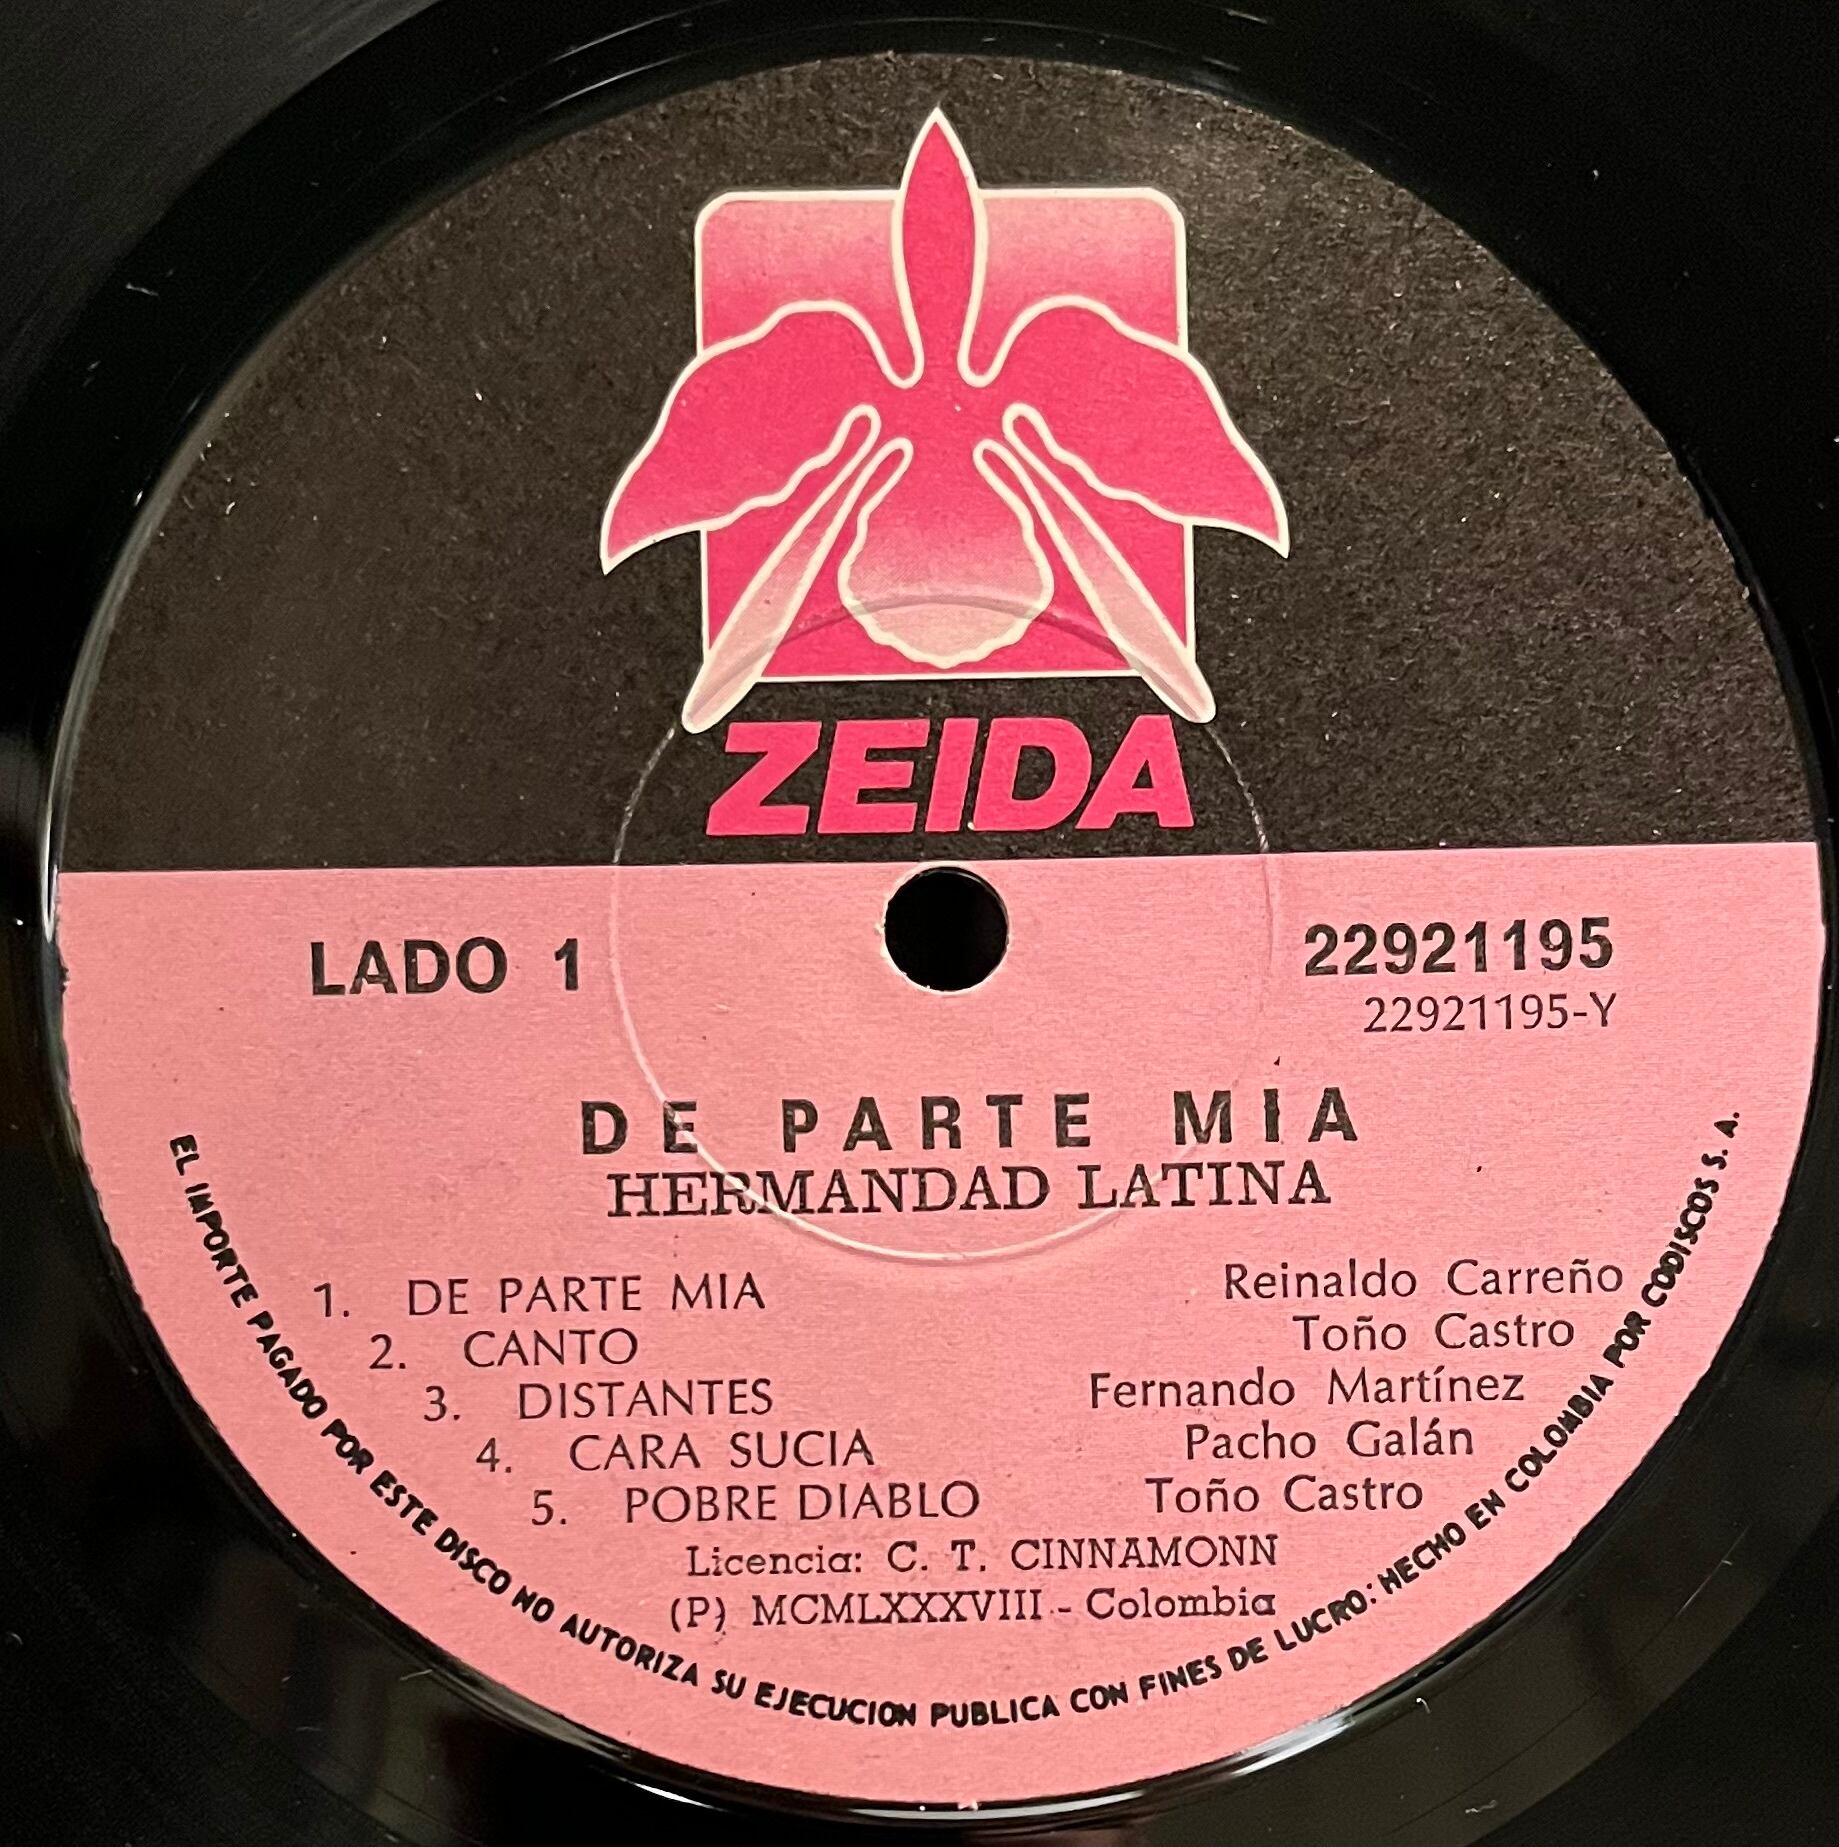 ZEIDA
LADO 1
22921195
22921195-Y
DE PARTE MIA
HERMANDAD LATINA
1. DE PARTE MIA Reinaldo Carreño
2. CANTO Toño Castro
3. DISTANTES Fernando Martínez
4. CARA SUCIA Pacho Galán
5. POBRE DIABLO Toño Castro
Licencia: C. T. CINNAMONN
(P) MCMLXXXVIII - Colombia
EL IMPORTE PAGADO POR ESTE DISCO NO AUTORIZA SU EJECUCION PUBLICA CON FINES DE LUCRO: HECHO EN COLOMBIA POR CODISCOS S. A.